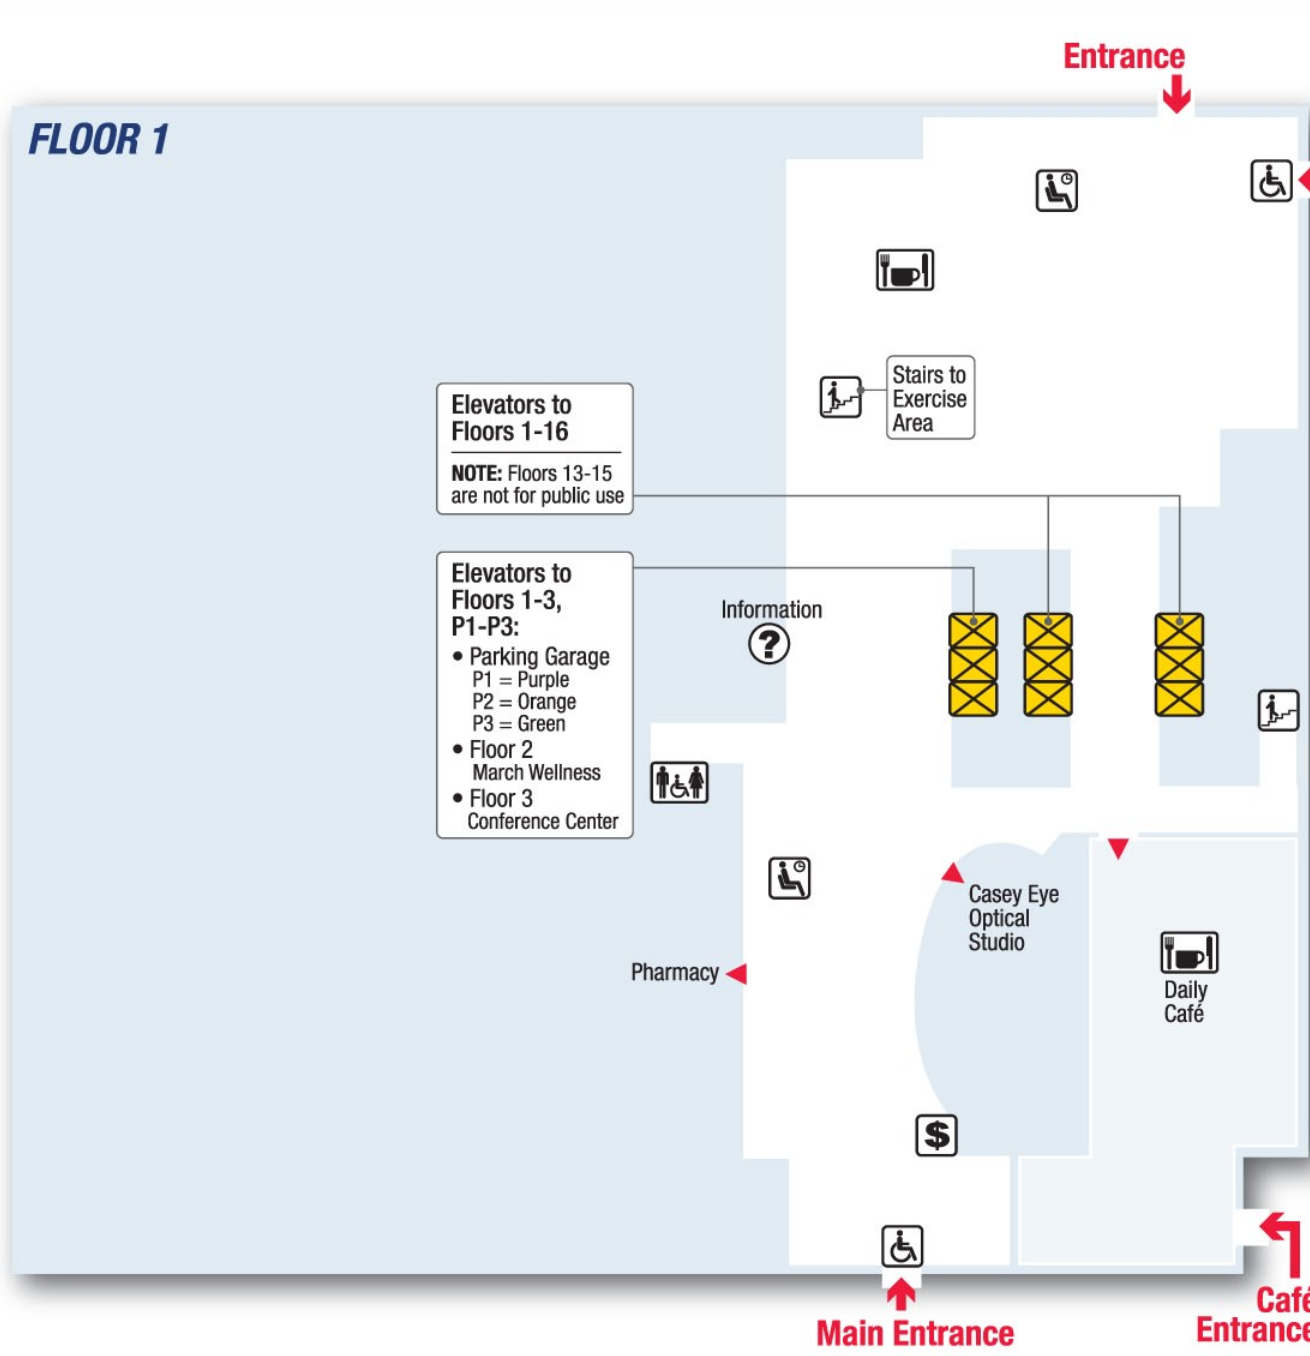 Entrance
FLOOR 1
Stairs to
Exercise
Area
Elevators to
Floors 1-16
NOTE: Floors 13-15
are not for public use
Elevators to
Floors 1-3,
P1-P3:
• Parking Garage
P1 = Purple
P2 = Orange
P3 = Green
• Floor 2
March Wellness
• Floor 3
Conference Center
Information
?
Casey Eye
Optical
Studio
Pharmacy
Daily
Café
$
Main Entrance
Café
Entrance